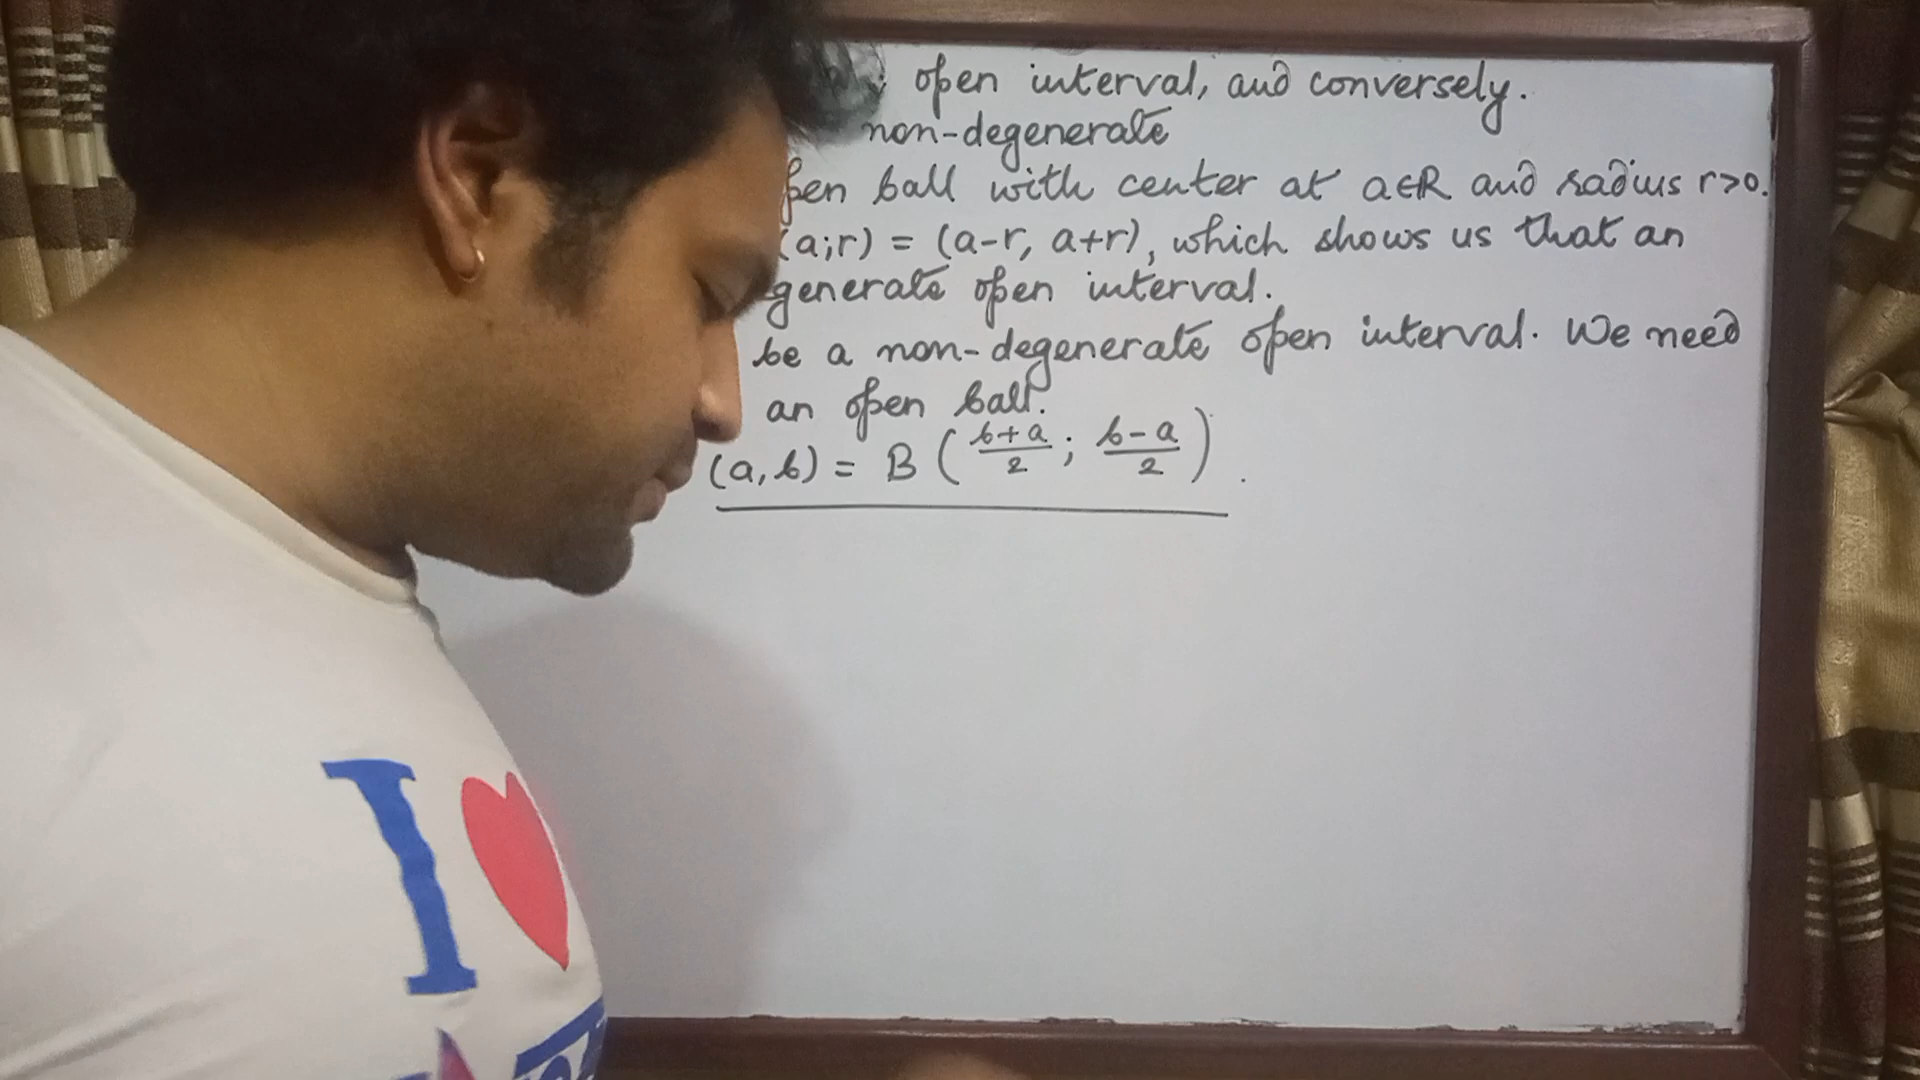 open interval, and conversely.
non-degenerate
ball with center at a∈R and radius r>0.
(a;r) = (a-r, a+r), which shows us that an
generate open interval.
be a non-degenerate open interval. We need
an open ball.
(a,b) = B ( b+a/2 ; b-a/2 ) .
I ♥